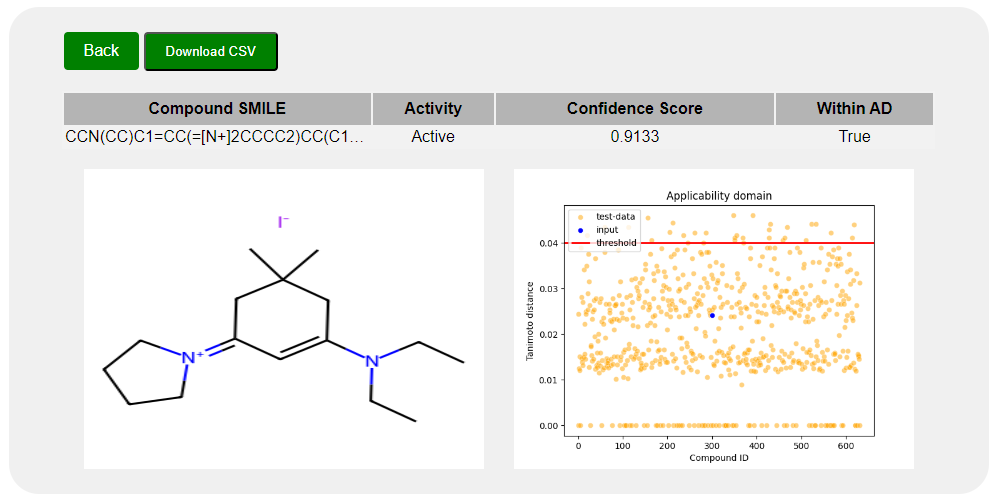 Back Download CSV
Compound SMILE Activity Confidence Score Within AD
CCN(CC)C1=CC(=[N+]2CCCC2)CC(C1... Active 0.9133 True
I⁻
N⁺
N
Applicability domain
test-data
input
threshold
0.04
0.03
0.02
0.01
0.00
Tanimoto distance
0 100 200 300 400 500 600
Compound ID